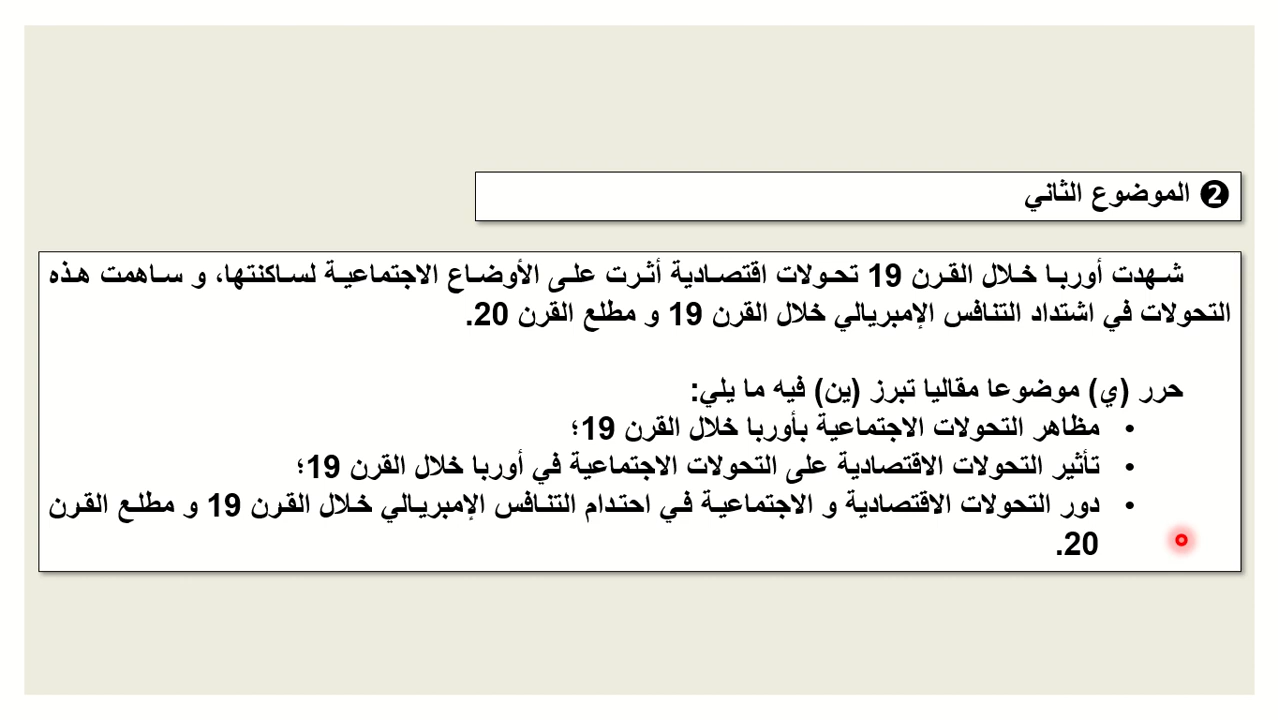 ❷ الموضوع الثاني
شهدت أوربا خلال القرن 19 تحولات اقتصادية أثرت على الأوضاع الاجتماعية لساكنتها، و ساهمت هذه
التحولات في اشتداد التنافس الإمبريالي خلال القرن 19 و مطلع القرن 20.
حرر (ي) موضوعا مقاليا تبرز (ين) فيه ما يلي:
• مظاهر التحولات الاجتماعية بأوربا خلال القرن 19؛
• تأثير التحولات الاقتصادية على التحولات الاجتماعية في أوربا خلال القرن 19؛
• دور التحولات الاقتصادية و الاجتماعية في احتدام التنافس الإمبريالي خلال القرن 19 و مطلع القرن
20.